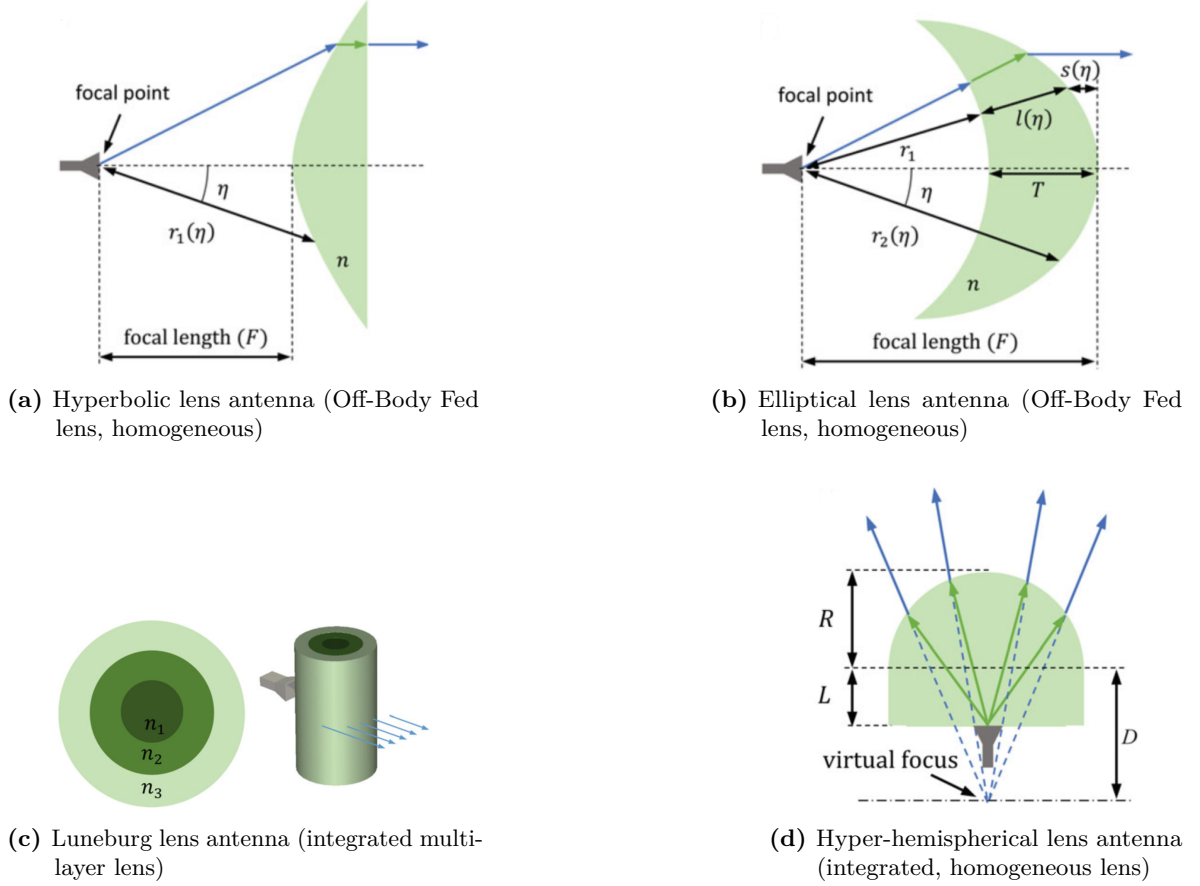 focal point
η
r₁(η)
n
focal length (F)
(a) Hyperbolic lens antenna (Off-Body Fed
lens, homogeneous)
focal point
s(η)
l(η)
r₁
T
η
r₂(η)
n
focal length (F)
(b) Elliptical lens antenna (Off-Body Fed
lens, homogeneous)
n₁
n₂
n₃
(c) Luneburg lens antenna (integrated multi-
layer lens)
R
L
D
virtual focus
(d) Hyper-hemispherical lens antenna
(integrated, homogeneous lens)